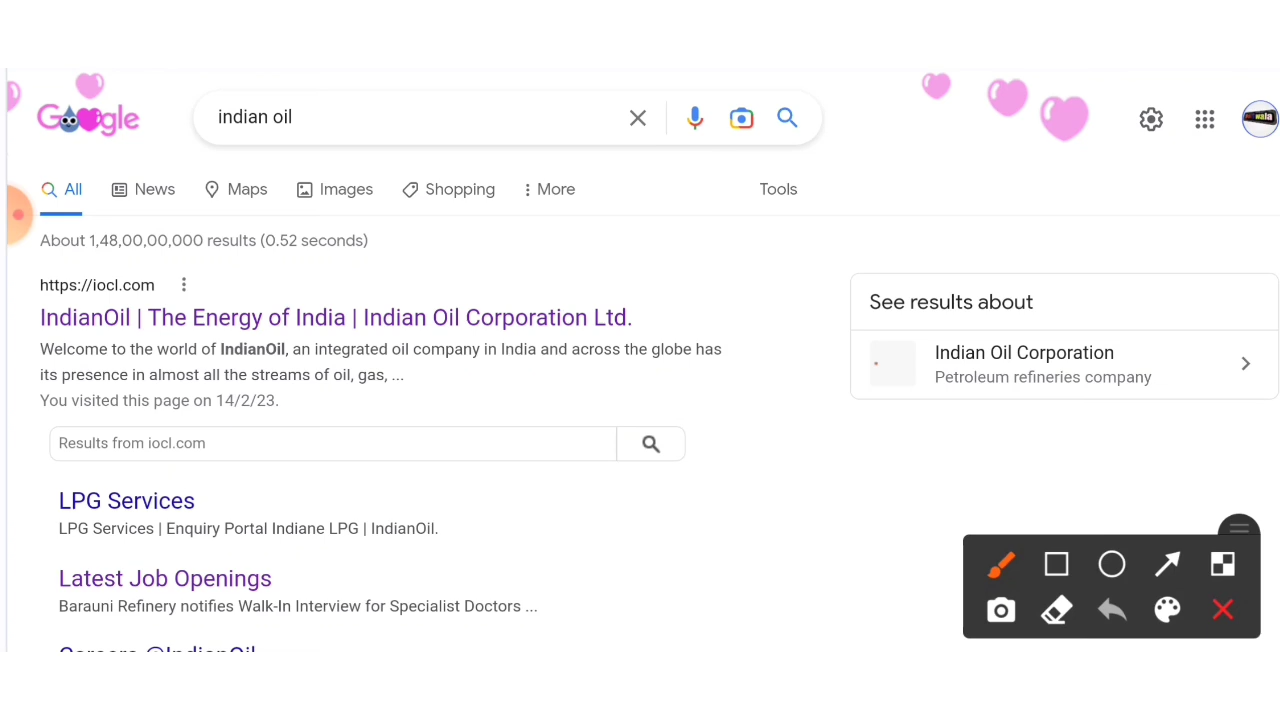 Google
indian oil
All News Maps Images Shopping More Tools
About 1,48,00,00,000 results (0.52 seconds)
https://iocl.com
IndianOil | The Energy of India | Indian Oil Corporation Ltd.
Welcome to the world of IndianOil, an integrated oil company in India and across the globe has
its presence in almost all the streams of oil, gas, ...
You visited this page on 14/2/23.
Results from iocl.com
LPG Services
LPG Services | Enquiry Portal Indiane LPG | IndianOil.
Latest Job Openings
Barauni Refinery notifies Walk-In Interview for Specialist Doctors ...
Careers @IndianOil
See results about
Indian Oil Corporation
Petroleum refineries company